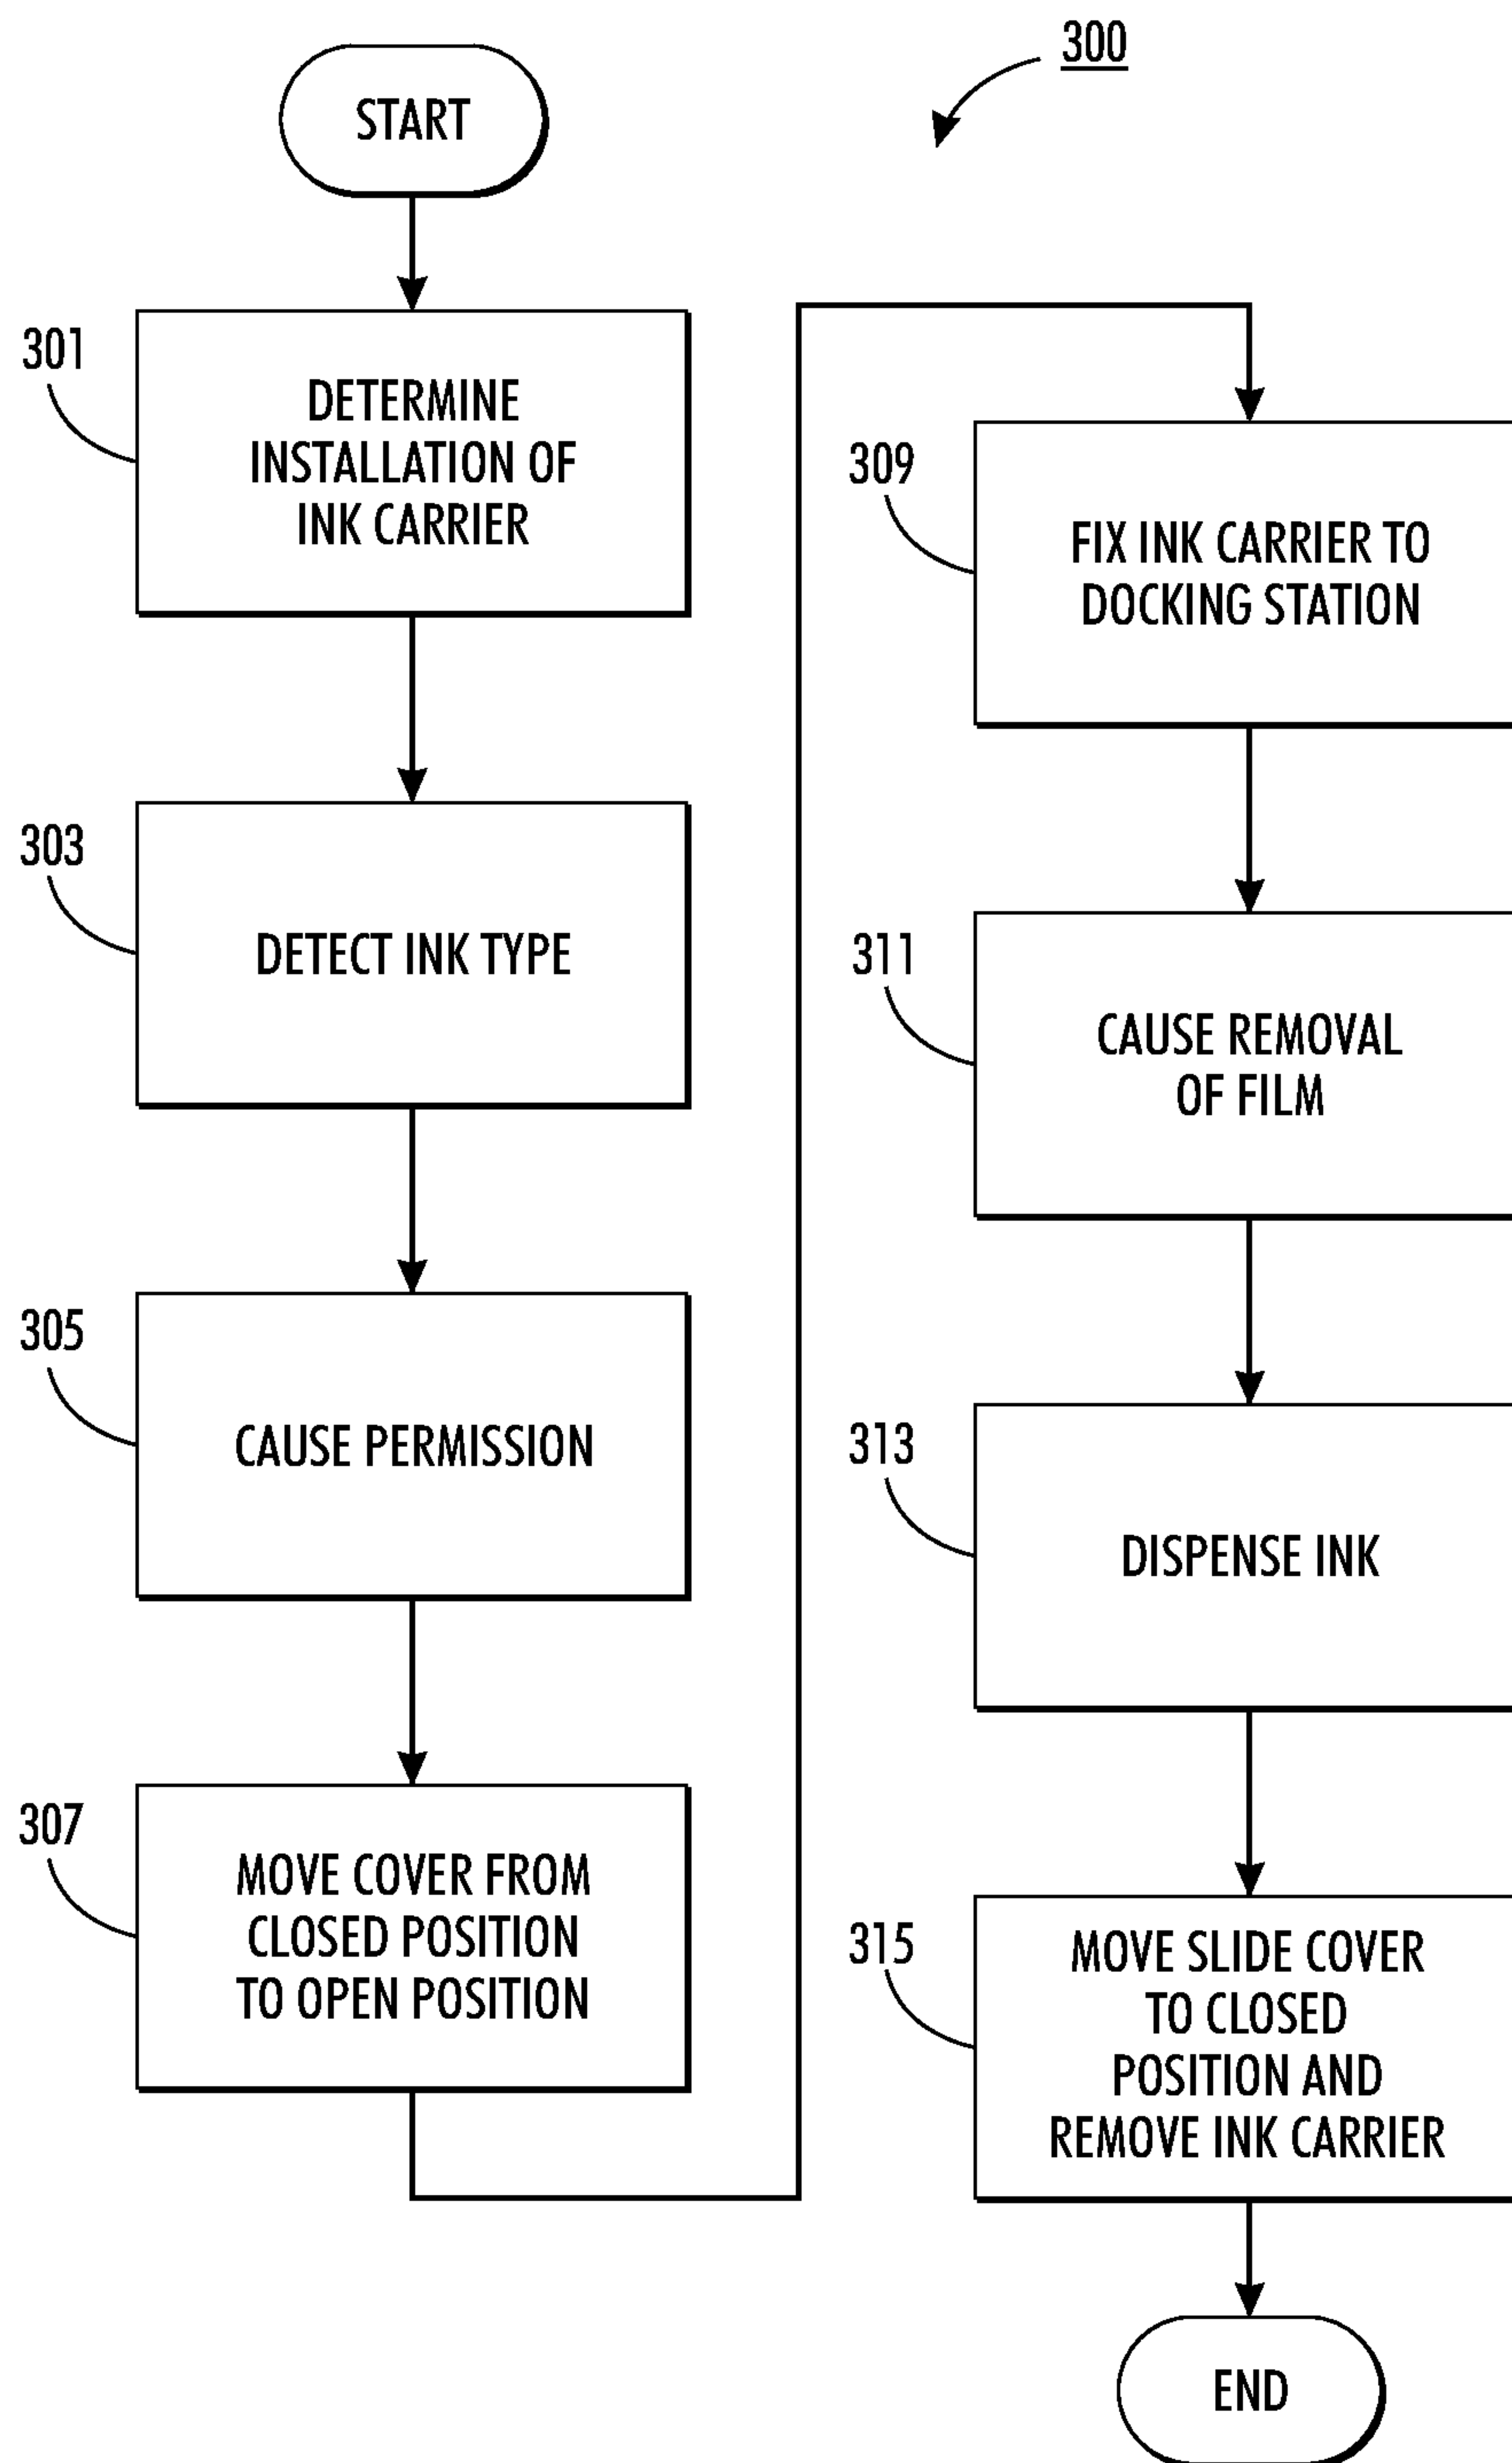 300
START
301
DETERMINE
INSTALLATION OF
INK CARRIER
303
DETECT INK TYPE
305
CAUSE PERMISSION
307
MOVE COVER FROM
CLOSED POSITION
TO OPEN POSITION
309
FIX INK CARRIER TO
DOCKING STATION
311
CAUSE REMOVAL
OF FILM
313
DISPENSE INK
315
MOVE SLIDE COVER
TO CLOSED
POSITION AND
REMOVE INK CARRIER
END